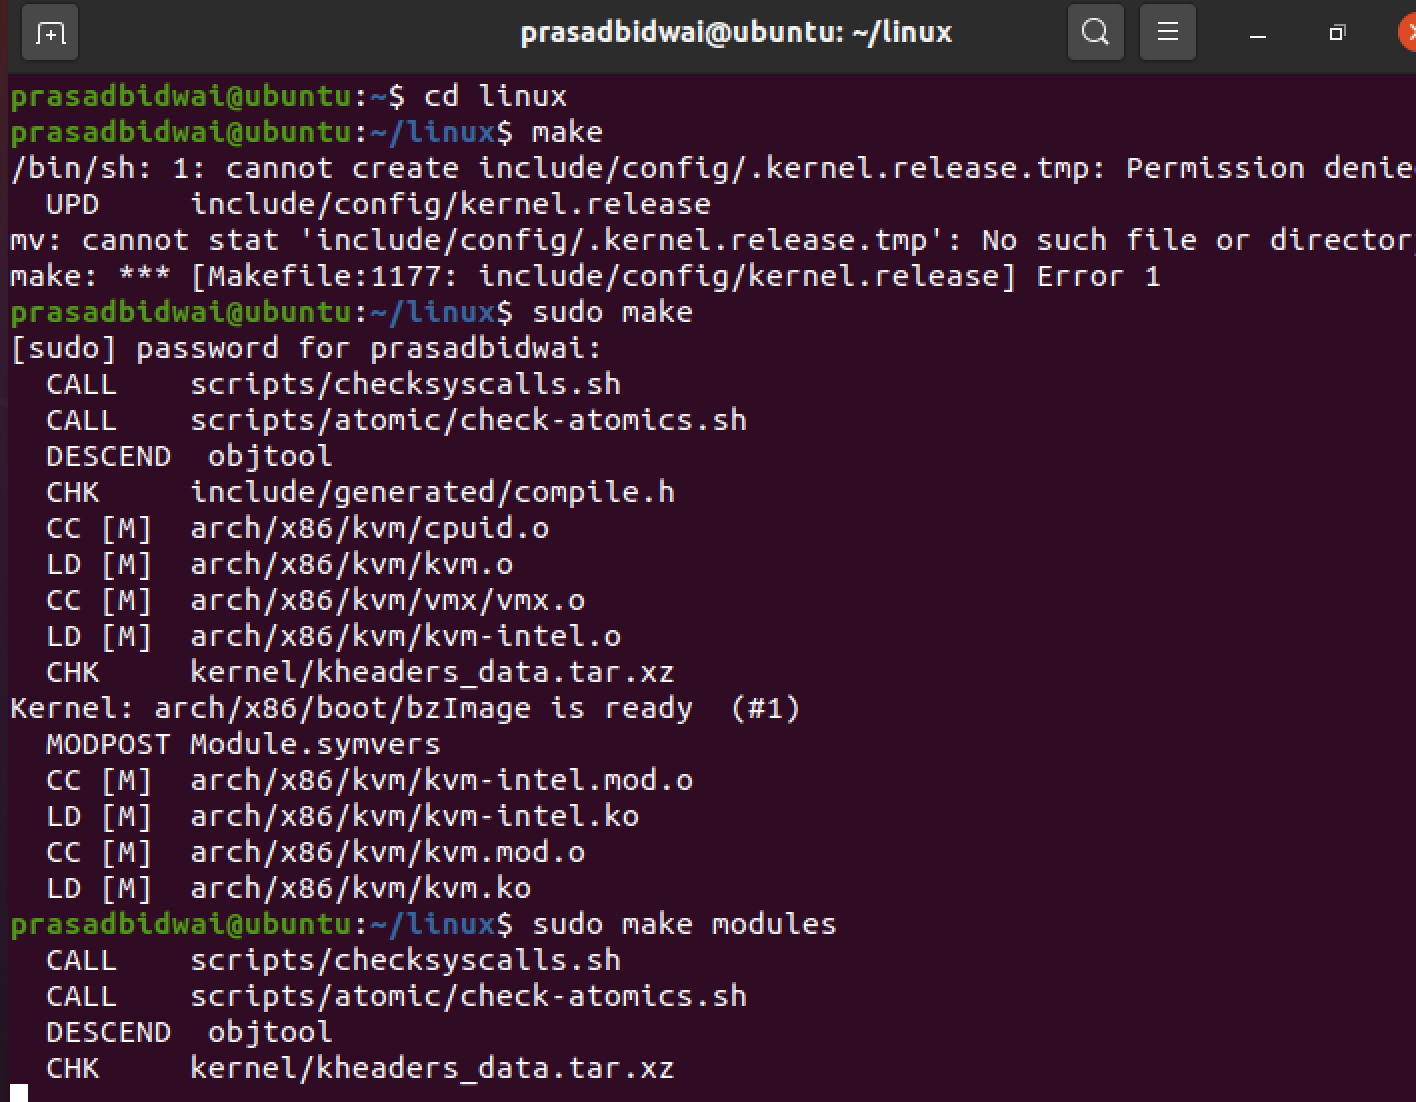 prasadbidwai@ubuntu: ~/linux
prasadbidwai@ubuntu:~$ cd linux
prasadbidwai@ubuntu:~/linux$ make
/bin/sh: 1: cannot create include/config/.kernel.release.tmp: Permission denie
  UPD     include/config/kernel.release
mv: cannot stat 'include/config/.kernel.release.tmp': No such file or director
make: *** [Makefile:1177: include/config/kernel.release] Error 1
prasadbidwai@ubuntu:~/linux$ sudo make
[sudo] password for prasadbidwai:
  CALL    scripts/checksyscalls.sh
  CALL    scripts/atomic/check-atomics.sh
  DESCEND  objtool
  CHK     include/generated/compile.h
  CC [M]  arch/x86/kvm/cpuid.o
  LD [M]  arch/x86/kvm/kvm.o
  CC [M]  arch/x86/kvm/vmx/vmx.o
  LD [M]  arch/x86/kvm/kvm-intel.o
  CHK     kernel/kheaders_data.tar.xz
Kernel: arch/x86/boot/bzImage is ready  (#1)
  MODPOST Module.symvers
  CC [M]  arch/x86/kvm/kvm-intel.mod.o
  LD [M]  arch/x86/kvm/kvm-intel.ko
  CC [M]  arch/x86/kvm/kvm.mod.o
  LD [M]  arch/x86/kvm/kvm.ko
prasadbidwai@ubuntu:~/linux$ sudo make modules
  CALL    scripts/checksyscalls.sh
  CALL    scripts/atomic/check-atomics.sh
  DESCEND  objtool
  CHK     kernel/kheaders_data.tar.xz